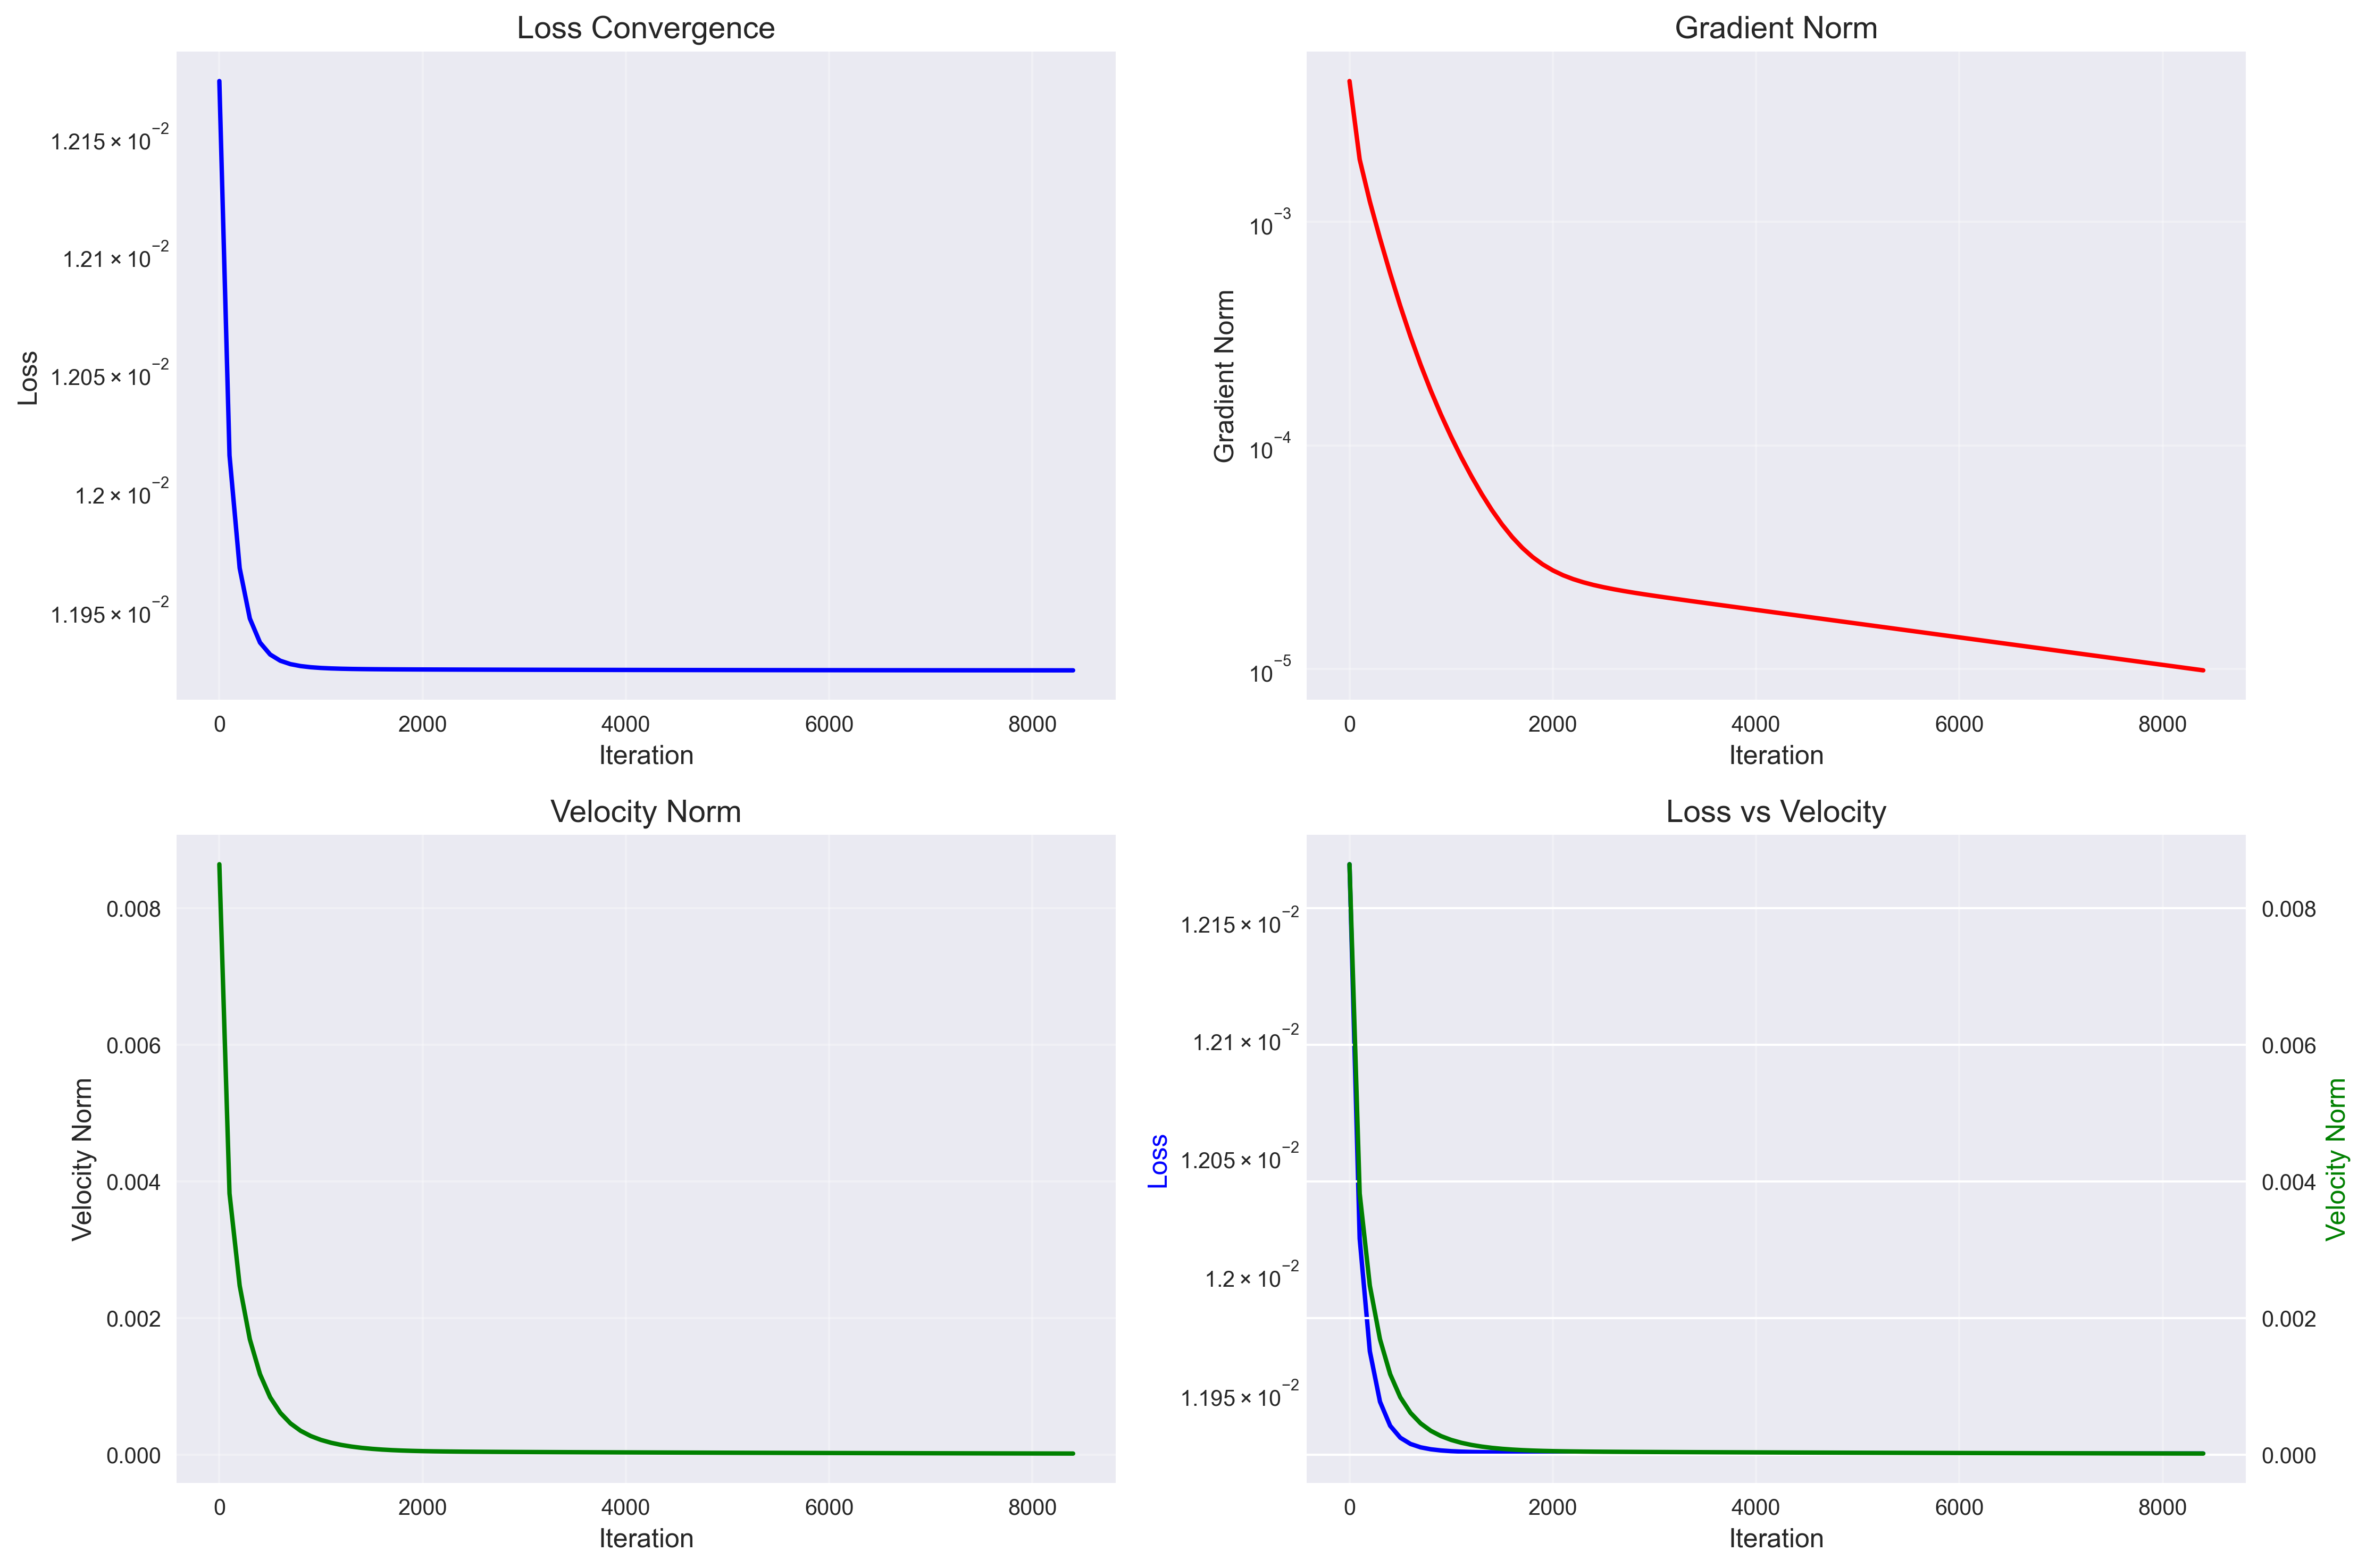 Loss Convergence
Loss
1.215 × 10⁻²
1.21 × 10⁻²
1.205 × 10⁻²
1.2 × 10⁻²
1.195 × 10⁻²
0 2000 4000 6000 8000
Iteration
Gradient Norm
Gradient Norm
10⁻³
10⁻⁴
10⁻⁵
0 2000 4000 6000 8000
Iteration
Velocity Norm
Velocity Norm
0.008
0.006
0.004
0.002
0.000
0 2000 4000 6000 8000
Iteration
Loss vs Velocity
Loss
1.215 × 10⁻²
1.21 × 10⁻²
1.205 × 10⁻²
1.2 × 10⁻²
1.195 × 10⁻²
0.008
0.006
0.004
0.002
0.000
Velocity Norm
0 2000 4000 6000 8000
Iteration